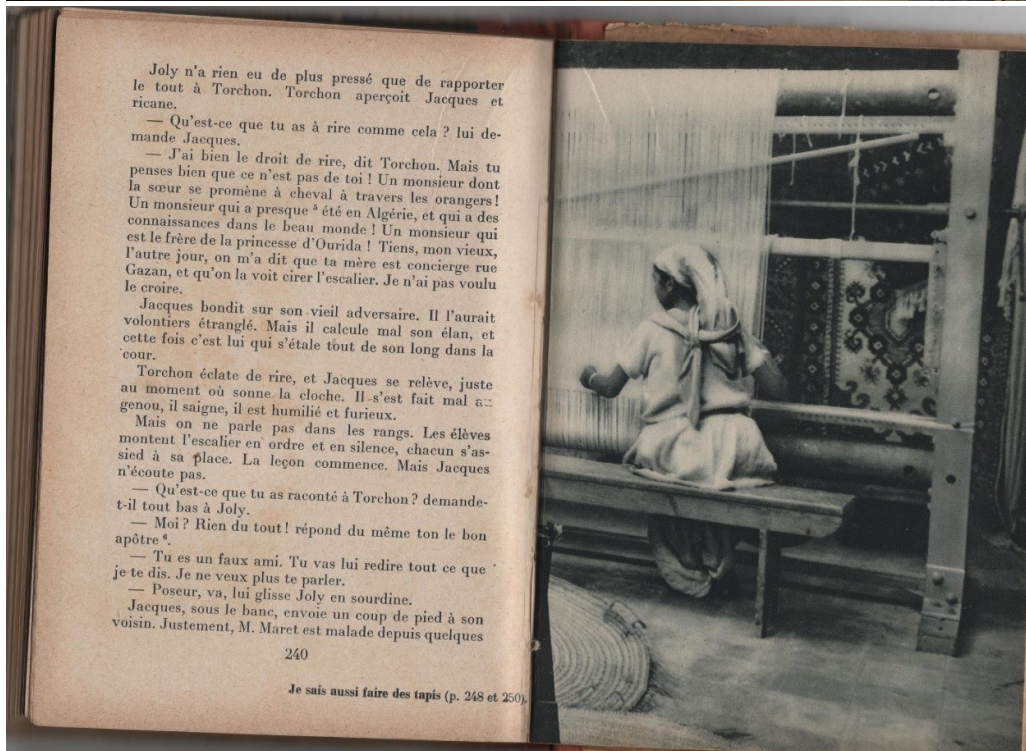 Joly n'a rien eu de plus pressé que de rapporter
le tout à Torchon. Torchon aperçoit Jacques et
ricane.
— Qu'est-ce que tu as à rire comme cela ? lui de-
mande Jacques.
— J'ai bien le droit de rire, dit Torchon. Mais tu
penses bien que ce n'est pas de toi ! Un monsieur dont
la sœur se promène à cheval à travers les orangers !
Un monsieur qui a presque ⁵ été en Algérie, et qui a des
connaissances dans le beau monde ! Un monsieur qui
est le frère de la princesse d'Ourida ! Tiens, mon vieux,
l'autre jour, on m'a dit que ta mère est concierge rue
Gazan, et qu'on la voit cirer l'escalier. Je n'ai pas voulu
le croire.
Jacques bondit sur son vieil adversaire. Il l'aurait
volontiers étranglé. Mais il calcule mal son élan, et
cette fois c'est lui qui s'étale tout de son long dans la
cour.
Torchon éclate de rire, et Jacques se relève, juste
au moment où sonne la cloche. Il s'est fait mal au
genou, il saigne, il est humilié et furieux.
Mais on ne parle pas dans les rangs. Les élèves
montent l'escalier en ordre et en silence, chacun s'as-
sied à sa place. La leçon commence. Mais Jacques
n'écoute pas.
— Qu'est-ce que tu as raconté à Torchon ? demande-
t-il tout bas à Joly.
— Moi ? Rien du tout ! répond du même ton le bon
apôtre ⁶.
— Tu es un faux ami. Tu vas lui redire tout ce que
je te dis. Je ne veux plus te parler.
— Poseur, va, lui glisse Joly en sourdine.
Jacques, sous le banc, envoie un coup de pied à son
voisin. Justement, M. Maret est malade depuis quelques
240
Je sais aussi faire des tapis (p. 248 et 250).